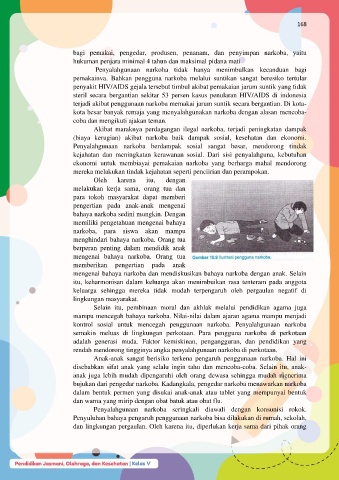 168
bagi pemakai, pengedar, produsen, penanam, dan penyimpan narkoba, yaitu
hukuman penjara minimal 4 tahun dan maksimal pidana mati.
Penyalahgunaan narkoba tidak hanya menimbulkan kecanduan bagi
pemakainya. Bahkan pengguna narkoba melalui suntikan sangat beresiko tertular
penyakit HIV/AIDS gejala tersebut timbul akibat pemakaian jarum suntik yang tidak
steril secara bergantian sekitar 53 persen kasus penularan HIV/AIDS di indonesia
terjadi akibat penggunaan narkoba memakai jarum suntik secara bergantian. Di kota-
kota besar banyak remaja yang menyalahgunakan narkoba dengan alasan mencoba-
coba dan mengikuti ajakan teman.
Akibat maraknya perdagangan ilegal narkoba, terjadi peningkatan dampak
(biaya kerugian) akibat narkoba baik dampak sosial, kesehatan dan ekonomi.
Penyalahgunaan narkoba berdampak sosial sangat besar, mendorong tindak
kejahatan dan meningkatan kerawanan sosial. Dari sisi penyalahguna, kebutuhan
ekonomi untuk membiayai pemakaian narkoba yang berharga mahal mendorong
mereka melakukan tindak kejahatan seperti pencurian dan perampokan.
Oleh karena itu, dengan
melakukan kerja sama, orang tua dan
para tokoh masyarakat dapat memberi
pengertian pada anak-anak mengenai
bahaya narkoba sedini mungkin. Dengan
memiliki pengetahuan mengenai bahaya
narkoba, para siswa akan mampu
menghindari bahaya narkoba. Orang tua
berperan penting dalam mendidik anak
mengenai bahaya narkoba. Orang tua
memberikan pengertian pada anak
Gambar 10.5 Ilustrasi pengguna narkoba
mengenai bahaya narkoba dan mendiskusikan bahaya narkoba dengan anak. Selain
itu, keharmonisan dalam keluarga akan menimbulkan rasa tenteram pada anggota
keluarga sehingga mereka tidak mudah terpengaruh oleh pergaulan negatif di
lingkungan masyarakat.
Selain itu, pembinaan moral dan akhlak melalui pendidikan agama juga
mampu mencegah bahaya narkoba. Nilai-nilai dalam ajaran agama mampu menjadi
kontrol sosial untuk mencegah penggunaan narkoba. Penyalahgunaan narkoba
semakin meluas di lingkungan perkotaan. Para pengguna narkoba di perkotaan
adalah generasi muda. Faktor kemiskinan, pengangguran, dan pendidikan yang
rendah mendorong tingginya angka penyalahgunaan narkoba di perkotaan.
Anak-anak sangat berisiko terkena pengaruh penggunaan narkoba. Hal ini
disebabkan sifat anak yang selalu ingin tahu dan mencoba-coba. Selain itu, anak-
anak juga lebih mudah dipengaruhi oleh orang dewasa sehingga mudah menerima
bujukan dari pengedar narkoba. Kadangkala, pengedar narkoba menawarkan narkoba
dalam bentuk permen yang disukai anak-anak atau tablet yang mempunyai bentuk
dan warna yang mirip dengan obat batuk atau obat flu.
Penyalahgunaan narkoba seringkali diawali dengan konsumsi rokok.
Penyuluhan bahaya pengaruh penggunaan narkoba bisa dilakukan di rumah, sekolah,
dan lingkungan pergaulan. Oleh karena itu, diperlukan kerja sama dari pihak orang
Pendidikan Jasmani, Olahraga, dan Kesehatan | Kelas V